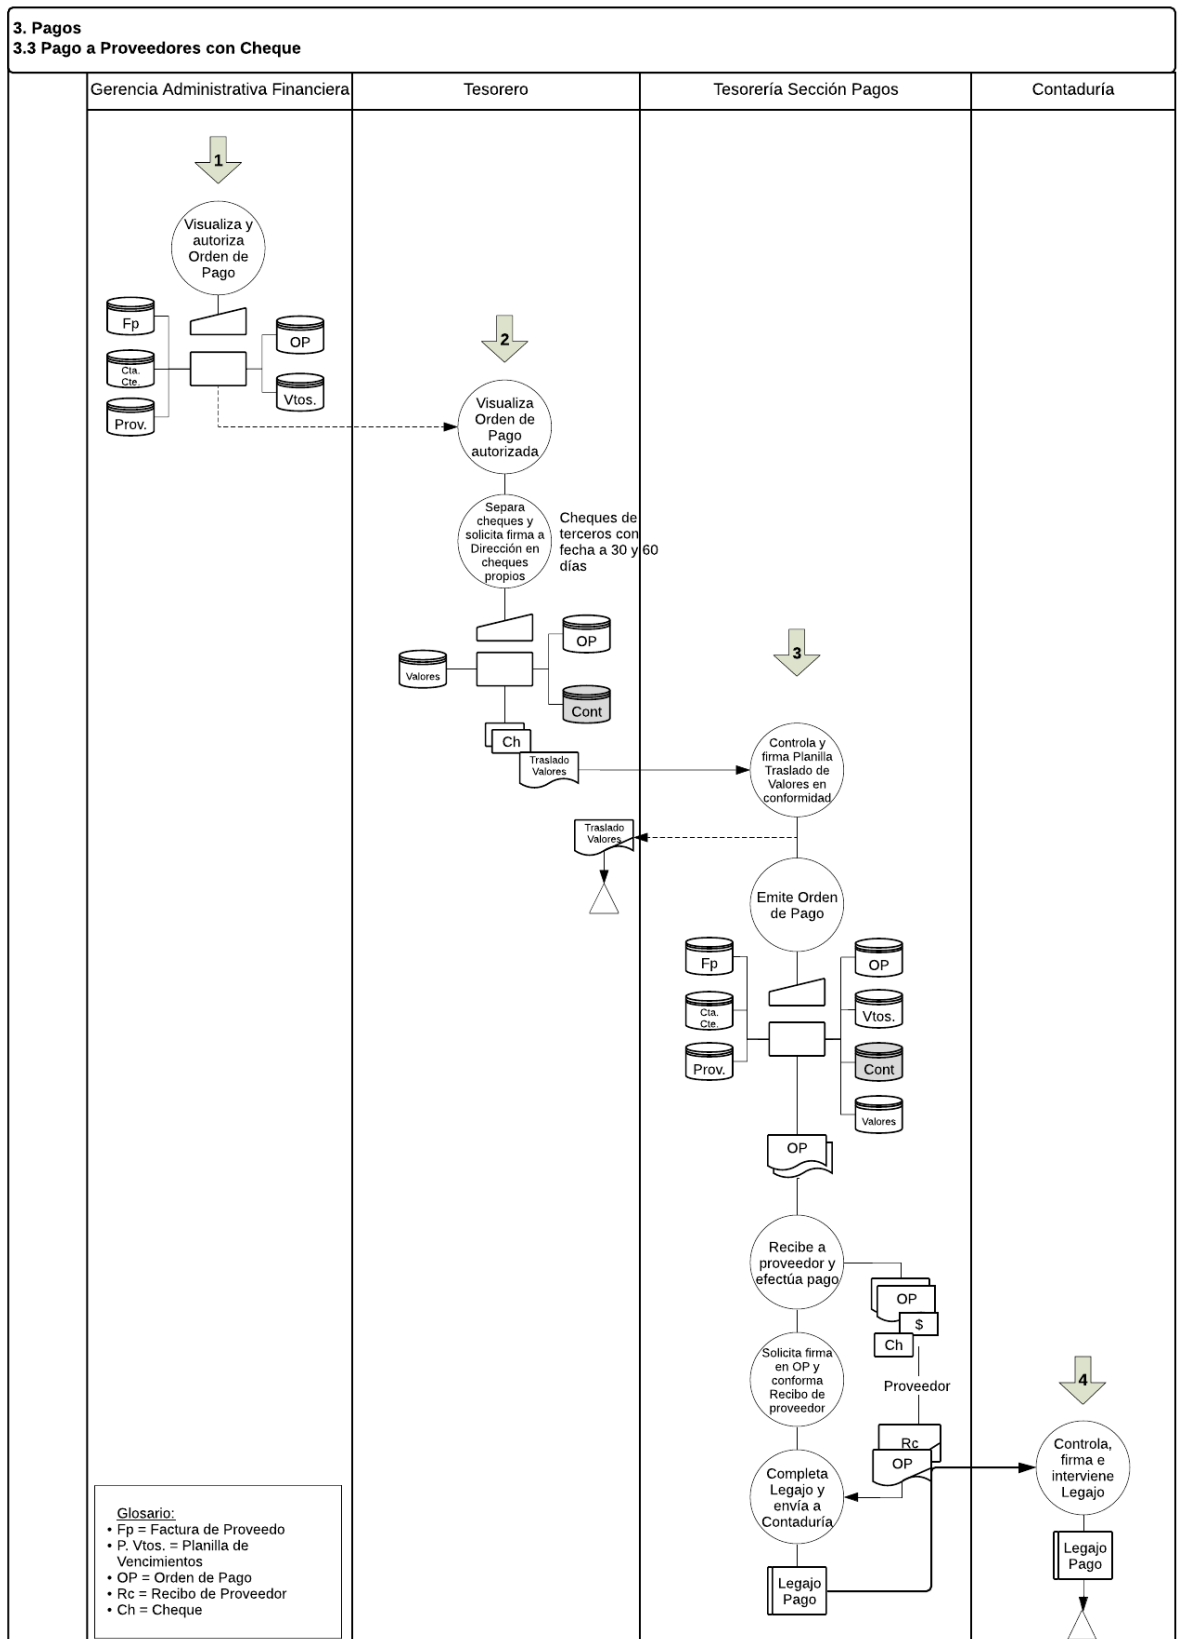 3. Pagos
3.3 Pago a Proveedores con Cheque
Gerencia Administrativa Financiera
Tesorero
Tesorería Sección Pagos
Contaduría
1
Visualiza y
autoriza
Orden de
Pago
Fp
Cta.
Cte.
Prov.
OP
Vtos.
2
Visualiza
Orden de
Pago
autorizada
Separa
cheques y
solicita firma a
Dirección en
cheques
propios
Cheques de
terceros con
fecha a 30 y 60
días
Valores
OP
Cont
Ch
Traslado
Valores
3
Controla y
firma Planilla
Traslado de
Valores en
conformidad
Traslado
Valores
Emite Orden
de Pago
Fp
Cta.
Cte.
Prov.
OP
Vtos.
Cont
Valores
OP
Recibe a
proveedor y
efectúa pago
OP
$
Ch
Proveedor
Solicita firma
en OP y
conforma
Recibo de
proveedor
Rc
OP
Completa
Legajo y
envía a
Contaduría
Legajo
Pago
4
Controla,
firma e
interviene
Legajo
Legajo
Pago
Glosario:
• Fp = Factura de Proveedo
• P. Vtos. = Planilla de
Vencimientos
• OP = Orden de Pago
• Rc = Recibo de Proveedor
• Ch = Cheque